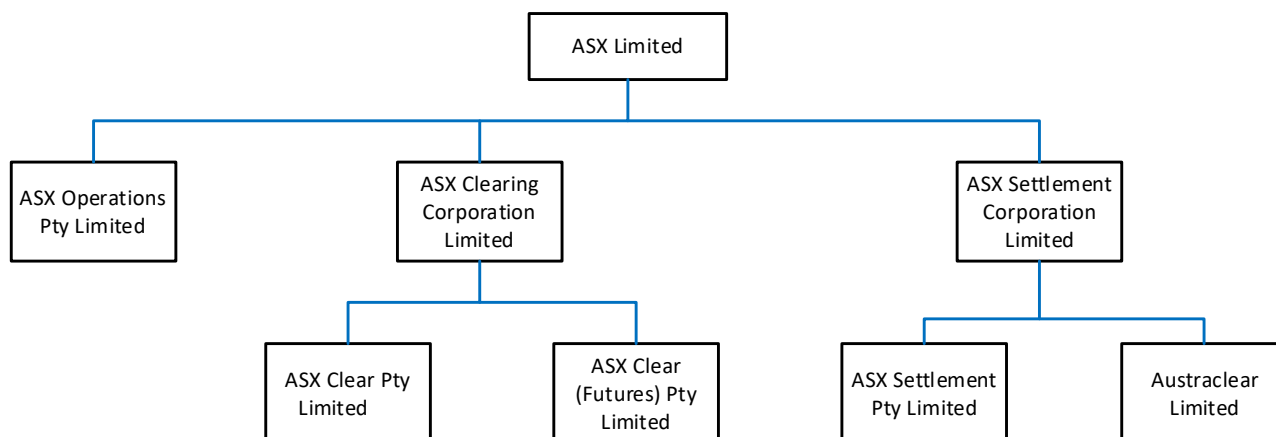 ASX Limited
ASX Operations
Pty Limited
ASX Clearing
Corporation
Limited
ASX Settlement
Corporation
Limited
ASX Clear Pty
Limited
ASX Clear
(Futures) Pty
Limited
ASX Settlement
Pty Limited
Austraclear
Limited